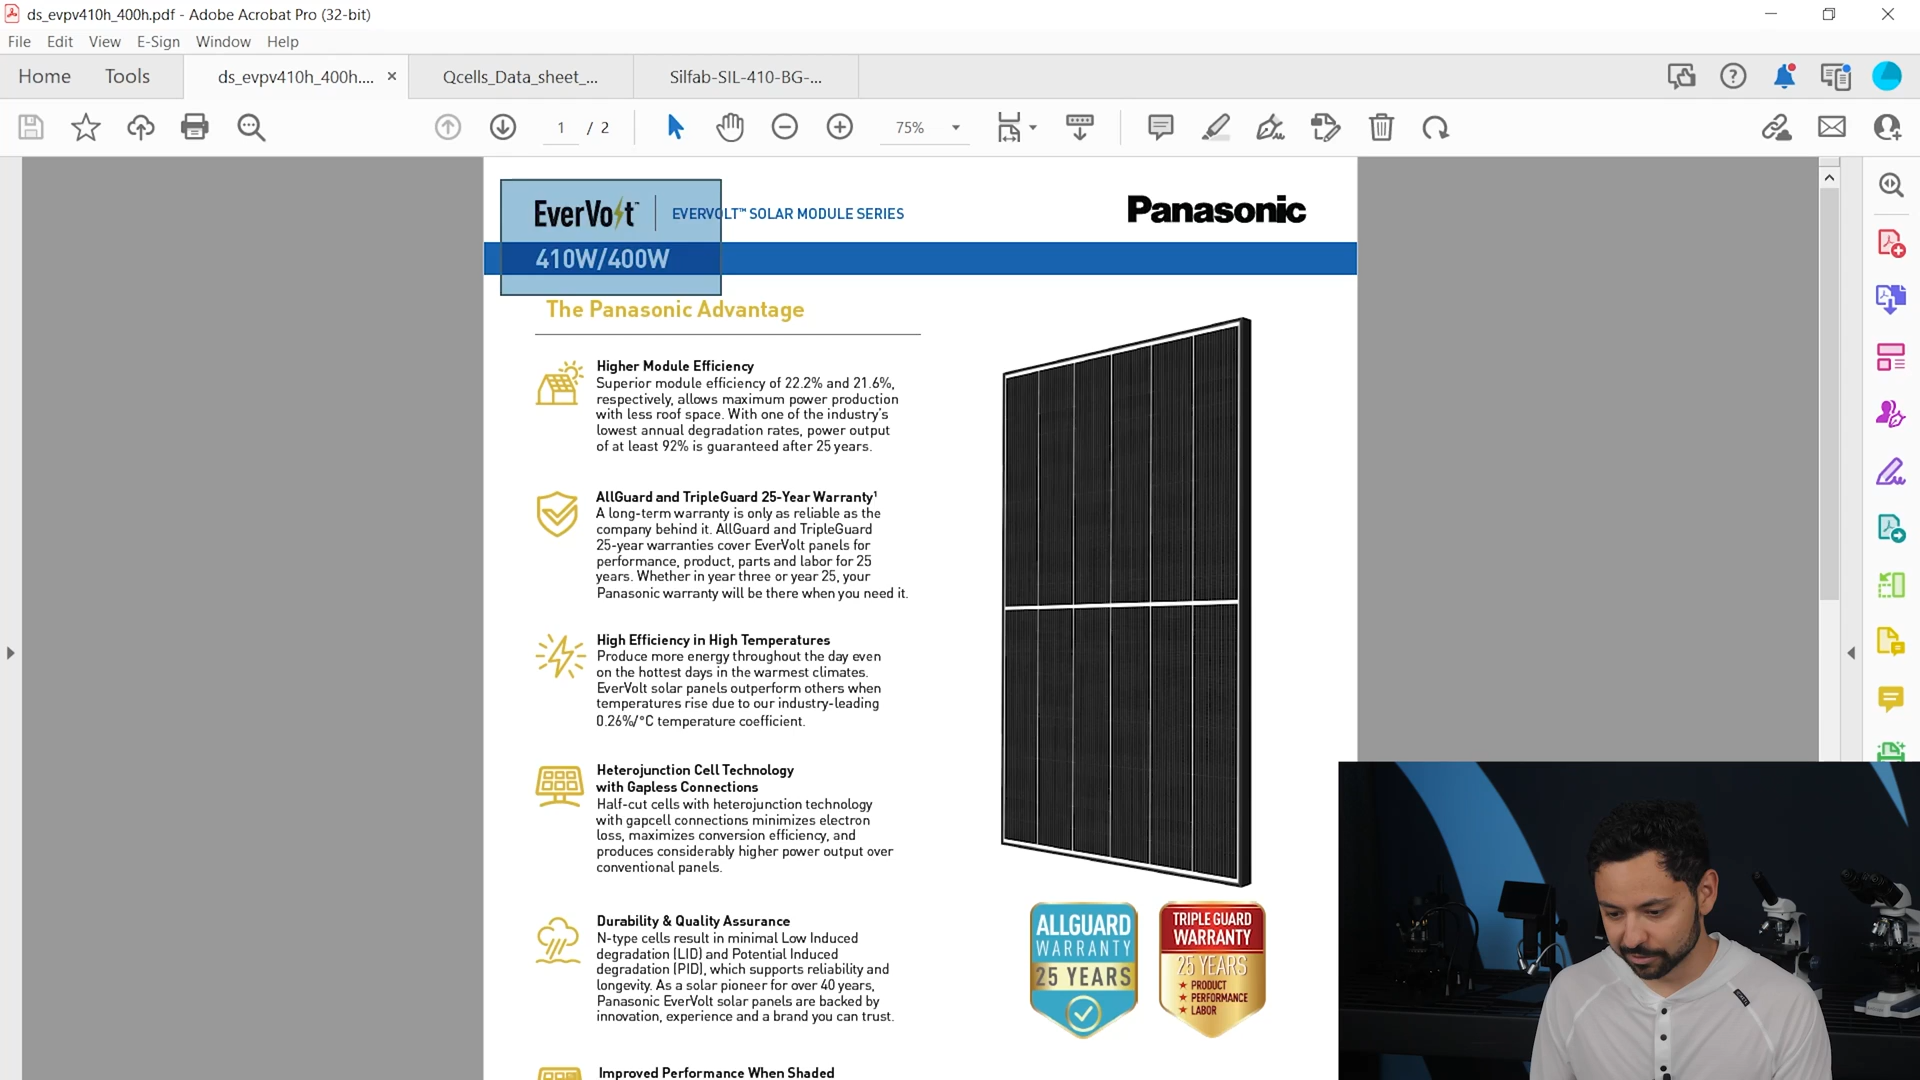 ds_evpv410h_400h.pdf - Adobe Acrobat Pro (32-bit)
File Edit View E-Sign Window Help
Home Tools ds_evpv410h_400h.... × Qcells_Data_sheet_... Silfab-SIL-410-BG-...
1 / 2 75%
EverVolt™ EVERVOLT™ SOLAR MODULE SERIES Panasonic
410W/400W
The Panasonic Advantage
Higher Module Efficiency
Superior module efficiency of 22.2% and 21.6%,
respectively, allows maximum power production
with less roof space. With one of the industry's
lowest annual degradation rates, power output
of at least 92% is guaranteed after 25 years.
AllGuard and TripleGuard 25-Year Warranty¹
A long-term warranty is only as reliable as the
company behind it. AllGuard and TripleGuard
25-year warranties cover EverVolt panels for
performance, product, parts and labor for 25
years. Whether in year three or year 25, your
Panasonic warranty will be there when you need it.
High Efficiency in High Temperatures
Produce more energy throughout the day even
on the hottest days in the warmest climates.
EverVolt solar panels outperform others when
temperatures rise due to our industry-leading
0.26%/°C temperature coefficient.
Heterojunction Cell Technology
with Gapless Connections
Half-cut cells with heterojunction technology
with gapcell connections minimizes electron
loss, maximizes conversion efficiency, and
produces considerably higher power output over
conventional panels.
Durability & Quality Assurance
N-type cells result in minimal Low Induced
degradation (LID) and Potential Induced
degradation (PID), which supports reliability and
longevity. As a solar pioneer for over 40 years,
Panasonic EverVolt solar panels are backed by
innovation, experience and a brand you can trust.
Improved Performance When Shaded
ALLGUARD
WARRANTY
25 YEARS
TRIPLE GUARD
WARRANTY
25 YEARS
★ PRODUCT
★ PERFORMANCE
★ LABOR